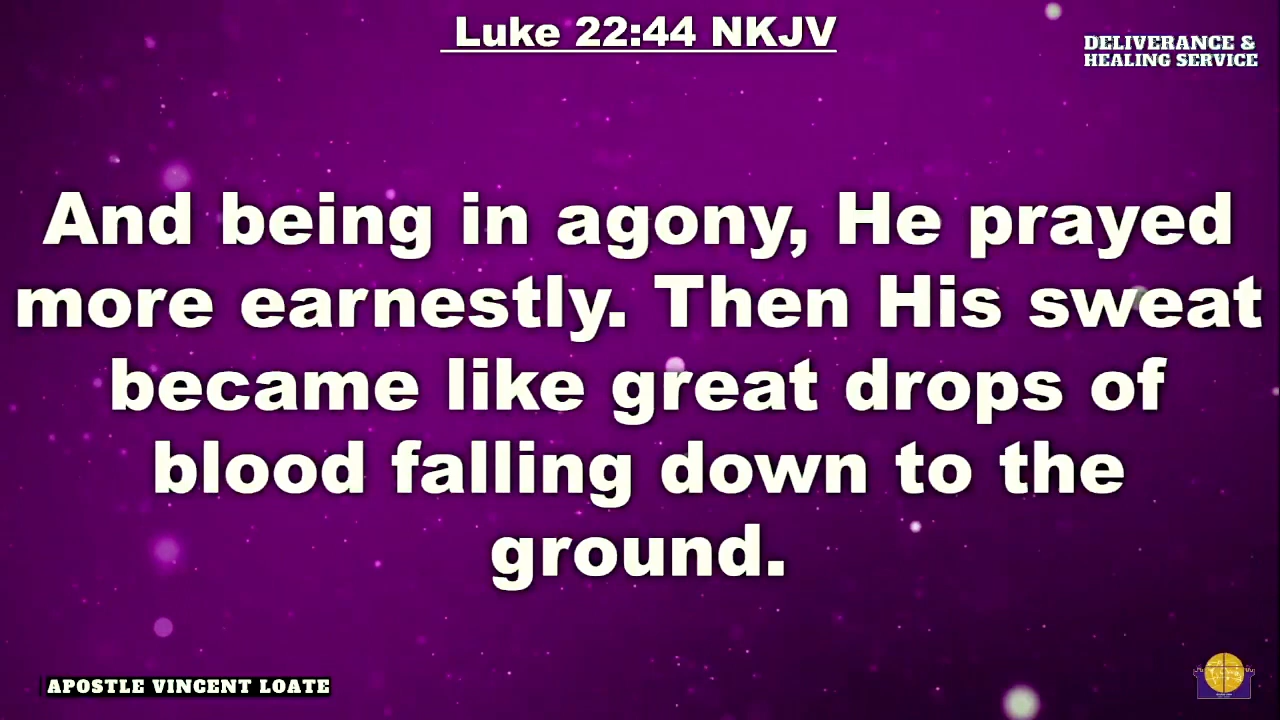 Luke 22:44 NKJV
DELIVERANCE &
HEALING SERVICE
And being in agony, He prayed
more earnestly. Then His sweat
became like great drops of
blood falling down to the
ground.
APOSTLE VINCENT LOATE